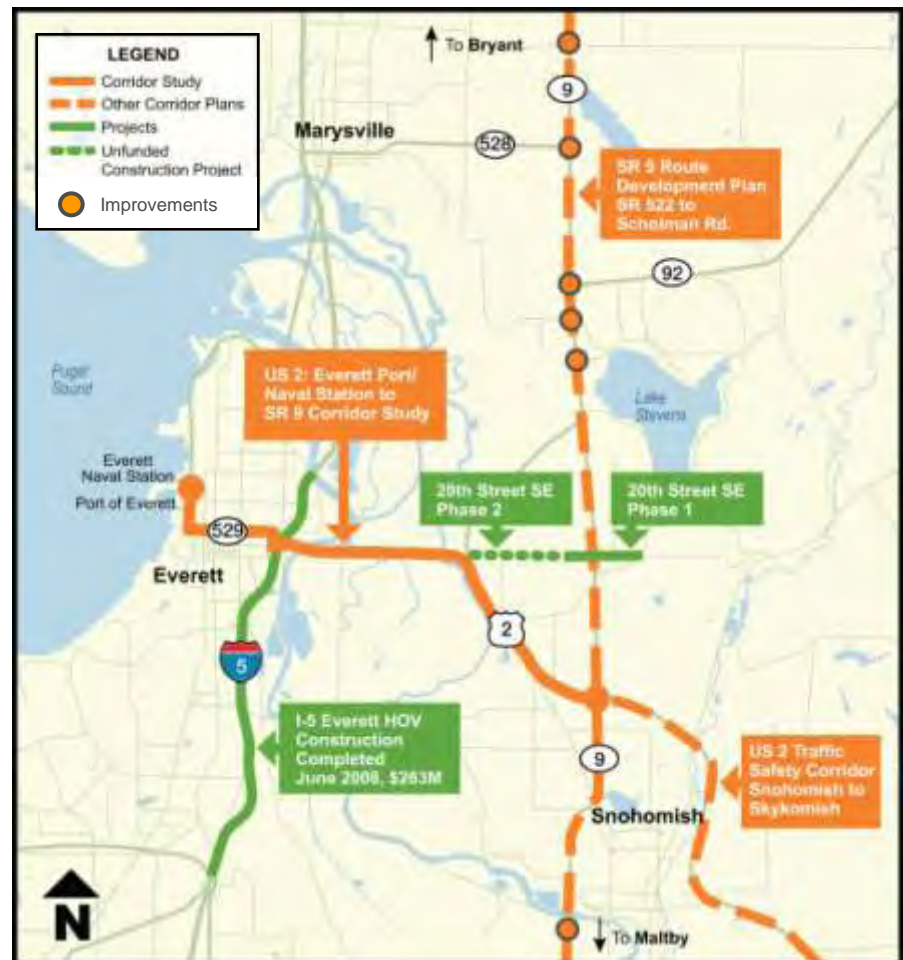 LEGEND
Corridor Study
Other Corridor Plans
Projects
Unfunded
Construction Project
Improvements
To Bryant
9
Marysville
528
SR 9 Route
Development Plan
SR 522 to
Schloman Rd.
92
Puget
Sound
US 2: Everett Port/
Naval Station to
SR 9 Corridor Study
Lake
Stevens
Everett
Naval Station
Port of Everett
20th Street SE
Phase 2
20th Street SE
Phase 1
529
Everett
2
5
I-5 Everett HOV
Construction
Completed
June 2008, $263M
9
US 2 Traffic
Safety Corridor
Snohomish to
Skykomish
Snohomish
N
To Maltby